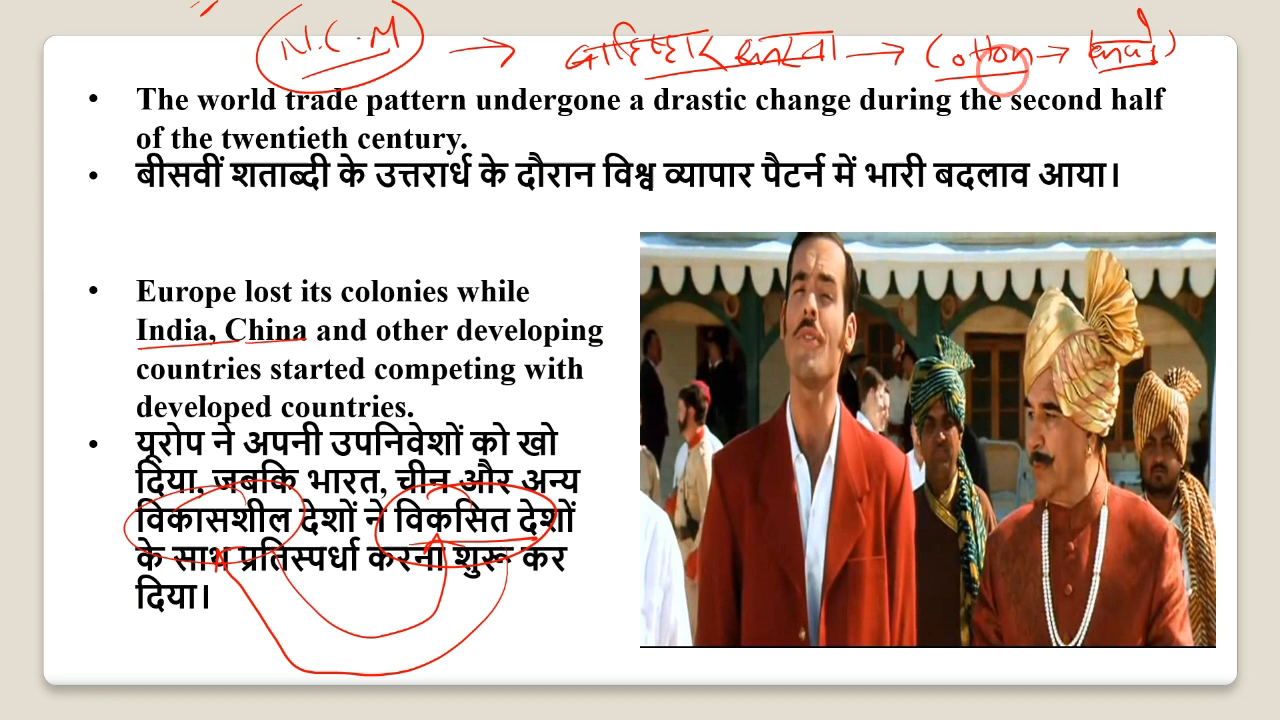 N.C.M → बाहिष्कार करवा → (Cotton →
• The world trade pattern undergone a drastic change during the second half
of the twentieth century.
• बीसवीं शताब्दी के उत्तरार्ध के दौरान विश्व व्यापार पैटर्न में भारी बदलाव आया।
• Europe lost its colonies while
India, China and other developing
countries started competing with
developed countries.
• यूरोप ने अपनी उपनिवेशों को खो
दिया, जबकि भारत, चीन और अन्य
विकासशील देशों ने विकसित देशों
के साथ प्रतिस्पर्धा करना शुरू कर
दिया।